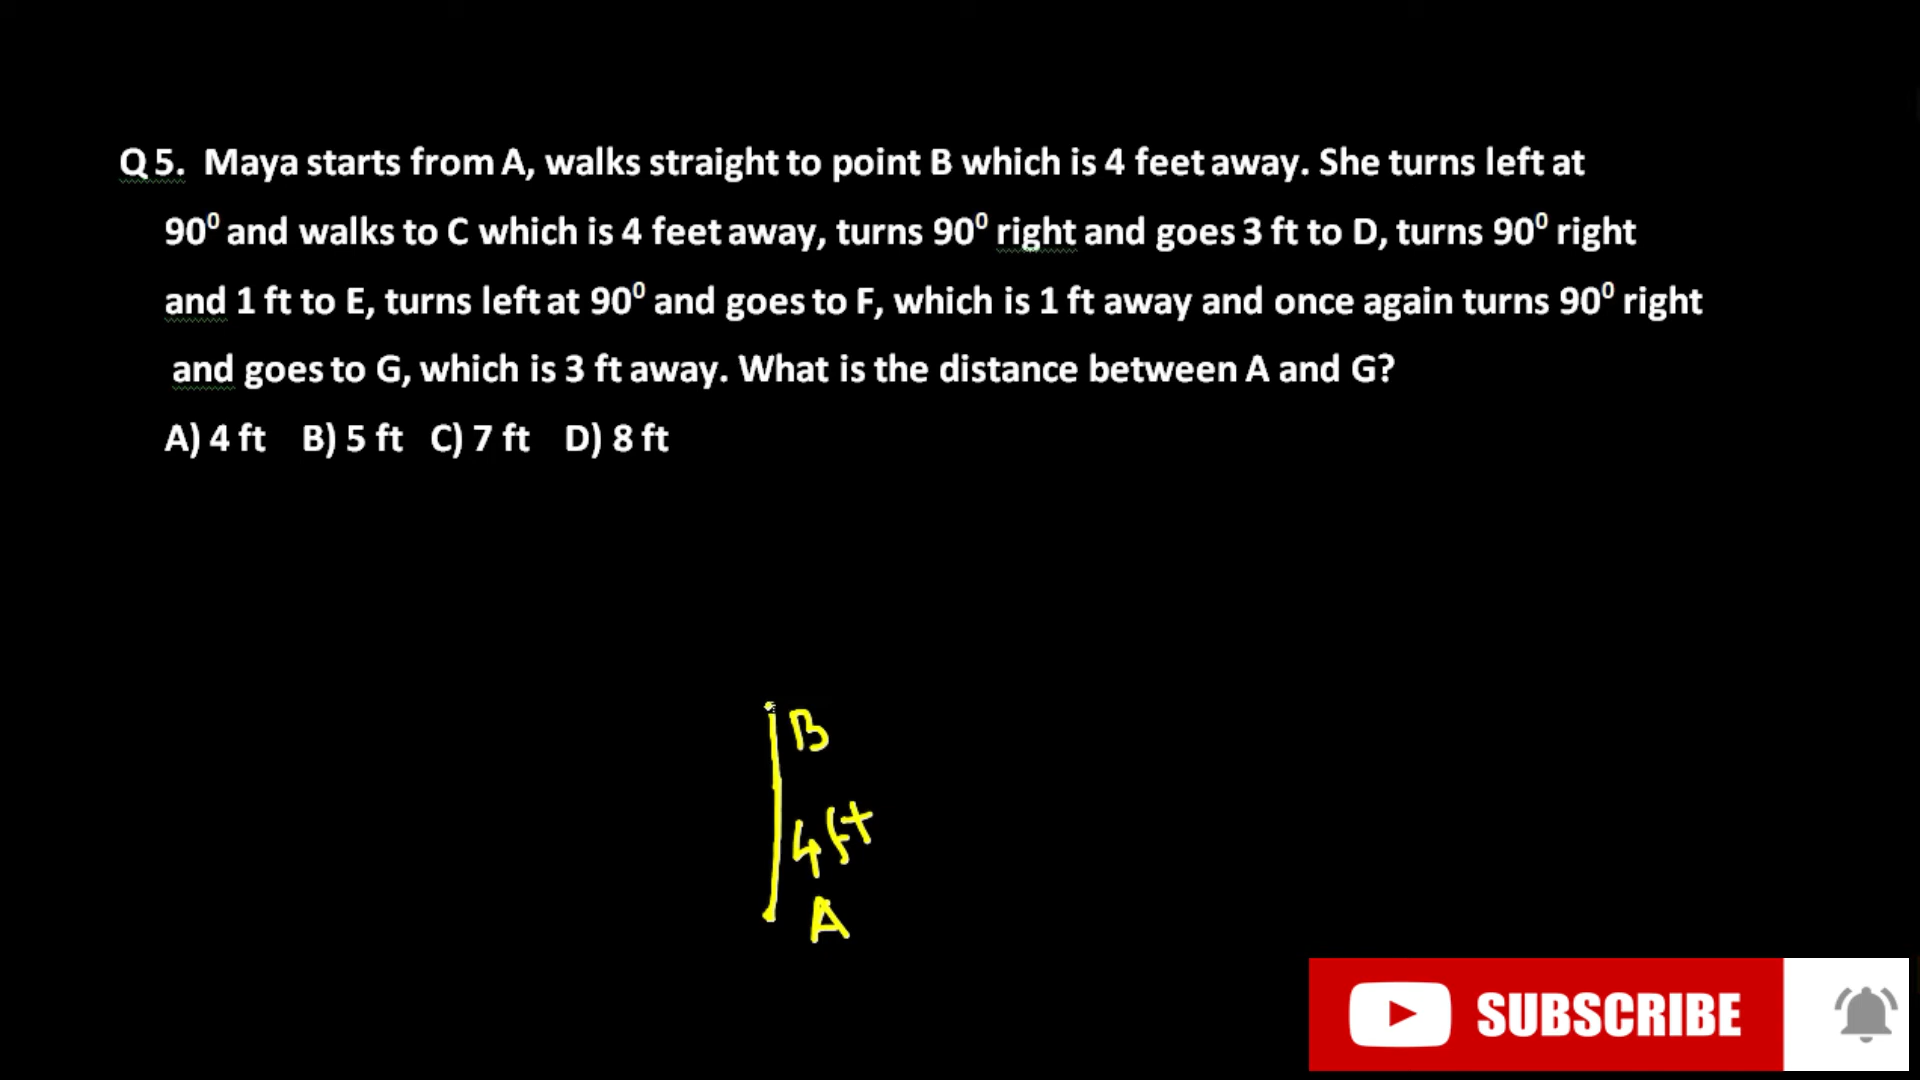 Q 5. Maya starts from A, walks straight to point B which is 4 feet away. She turns left at
90⁰ and walks to C which is 4 feet away, turns 90⁰ right and goes 3 ft to D, turns 90⁰ right
and 1 ft to E, turns left at 90⁰ and goes to F, which is 1 ft away and once again turns 90⁰ right
and goes to G, which is 3 ft away. What is the distance between A and G?
A) 4 ft B) 5 ft C) 7 ft D) 8 ft
B
4 ft
A
SUBSCRIBE